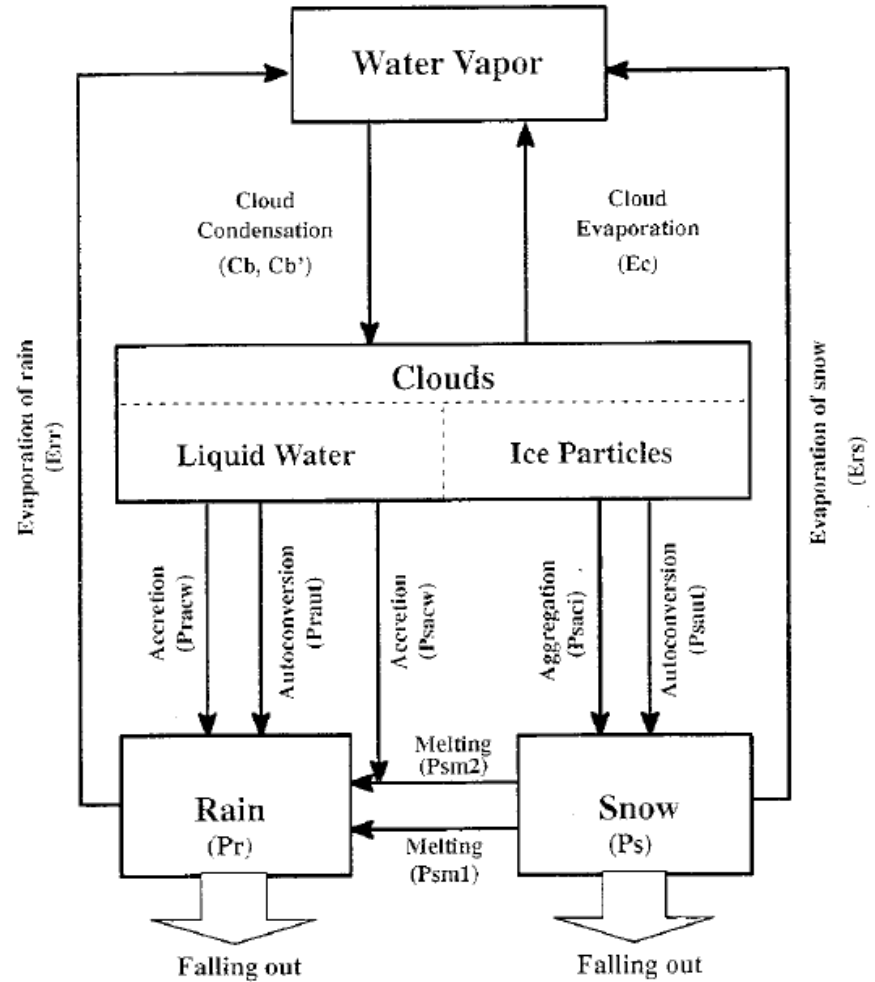 Water Vapor
Cloud
Condensation
(Cb, Cb')
Cloud
Evaporation
(Ec)
Evaporation of rain
(Err)
Evaporation of snow
(Ers)
Clouds
Liquid Water
Ice Particles
Accretion
(Pracw)
Autoconversion
(Praut)
Accretion
(Psacw)
Aggregation
(Psaci)
Autoconversion
(Psaut)
Melting
(Psm2)
Rain
(Pr)
Snow
(Ps)
Melting
(Psm1)
Falling out
Falling out